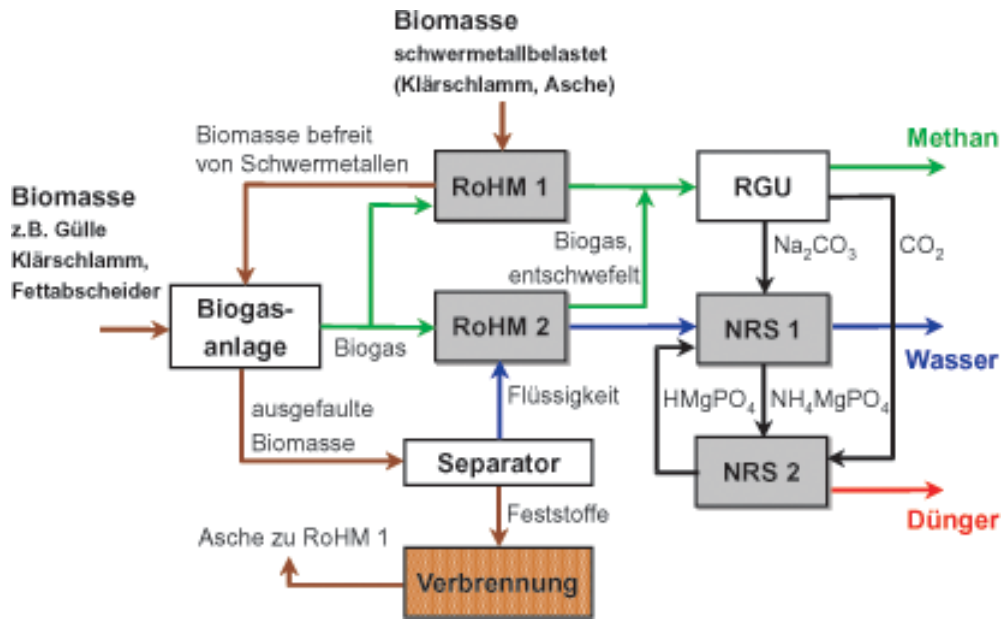 Biomasse
schwermetallbelastet
(Klärschlamm, Asche)
Biomasse befreit
von Schwermetallen
RoHM 1
RGU
Methan
Biomasse
z.B. Gülle
Klärschlamm,
Fettabscheider
Biogas,
entschwefelt
Na₂CO₃
CO₂
Biogas-
anlage
Biogas
RoHM 2
NRS 1
Wasser
ausgefaulte
Biomasse
Flüssigkeit
HMgPO₄
NH₄MgPO₄
Separator
NRS 2
Dünger
Feststoffe
Asche zu RoHM 1
Verbrennung